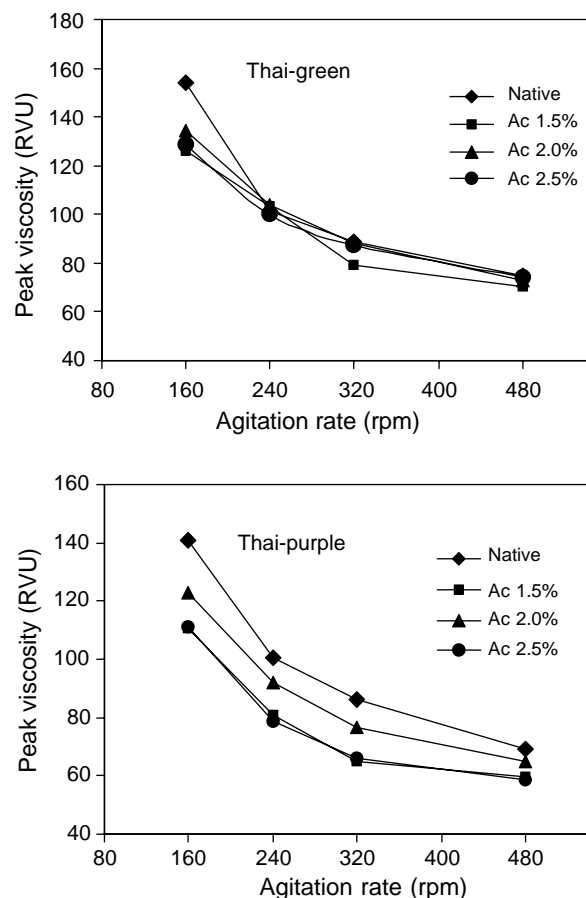 Thai-green
Peak viscosity (RVU)
180
160
140
120
100
80
60
40
Native
Ac 1.5%
Ac 2.0%
Ac 2.5%
80 160 240 320 400 480
Agitation rate (rpm)
Thai-purple
Peak viscosity (RVU)
160
140
120
100
80
60
40
Native
Ac 1.5%
Ac 2.0%
Ac 2.5%
80 160 240 320 400 480
Agitation rate (rpm)